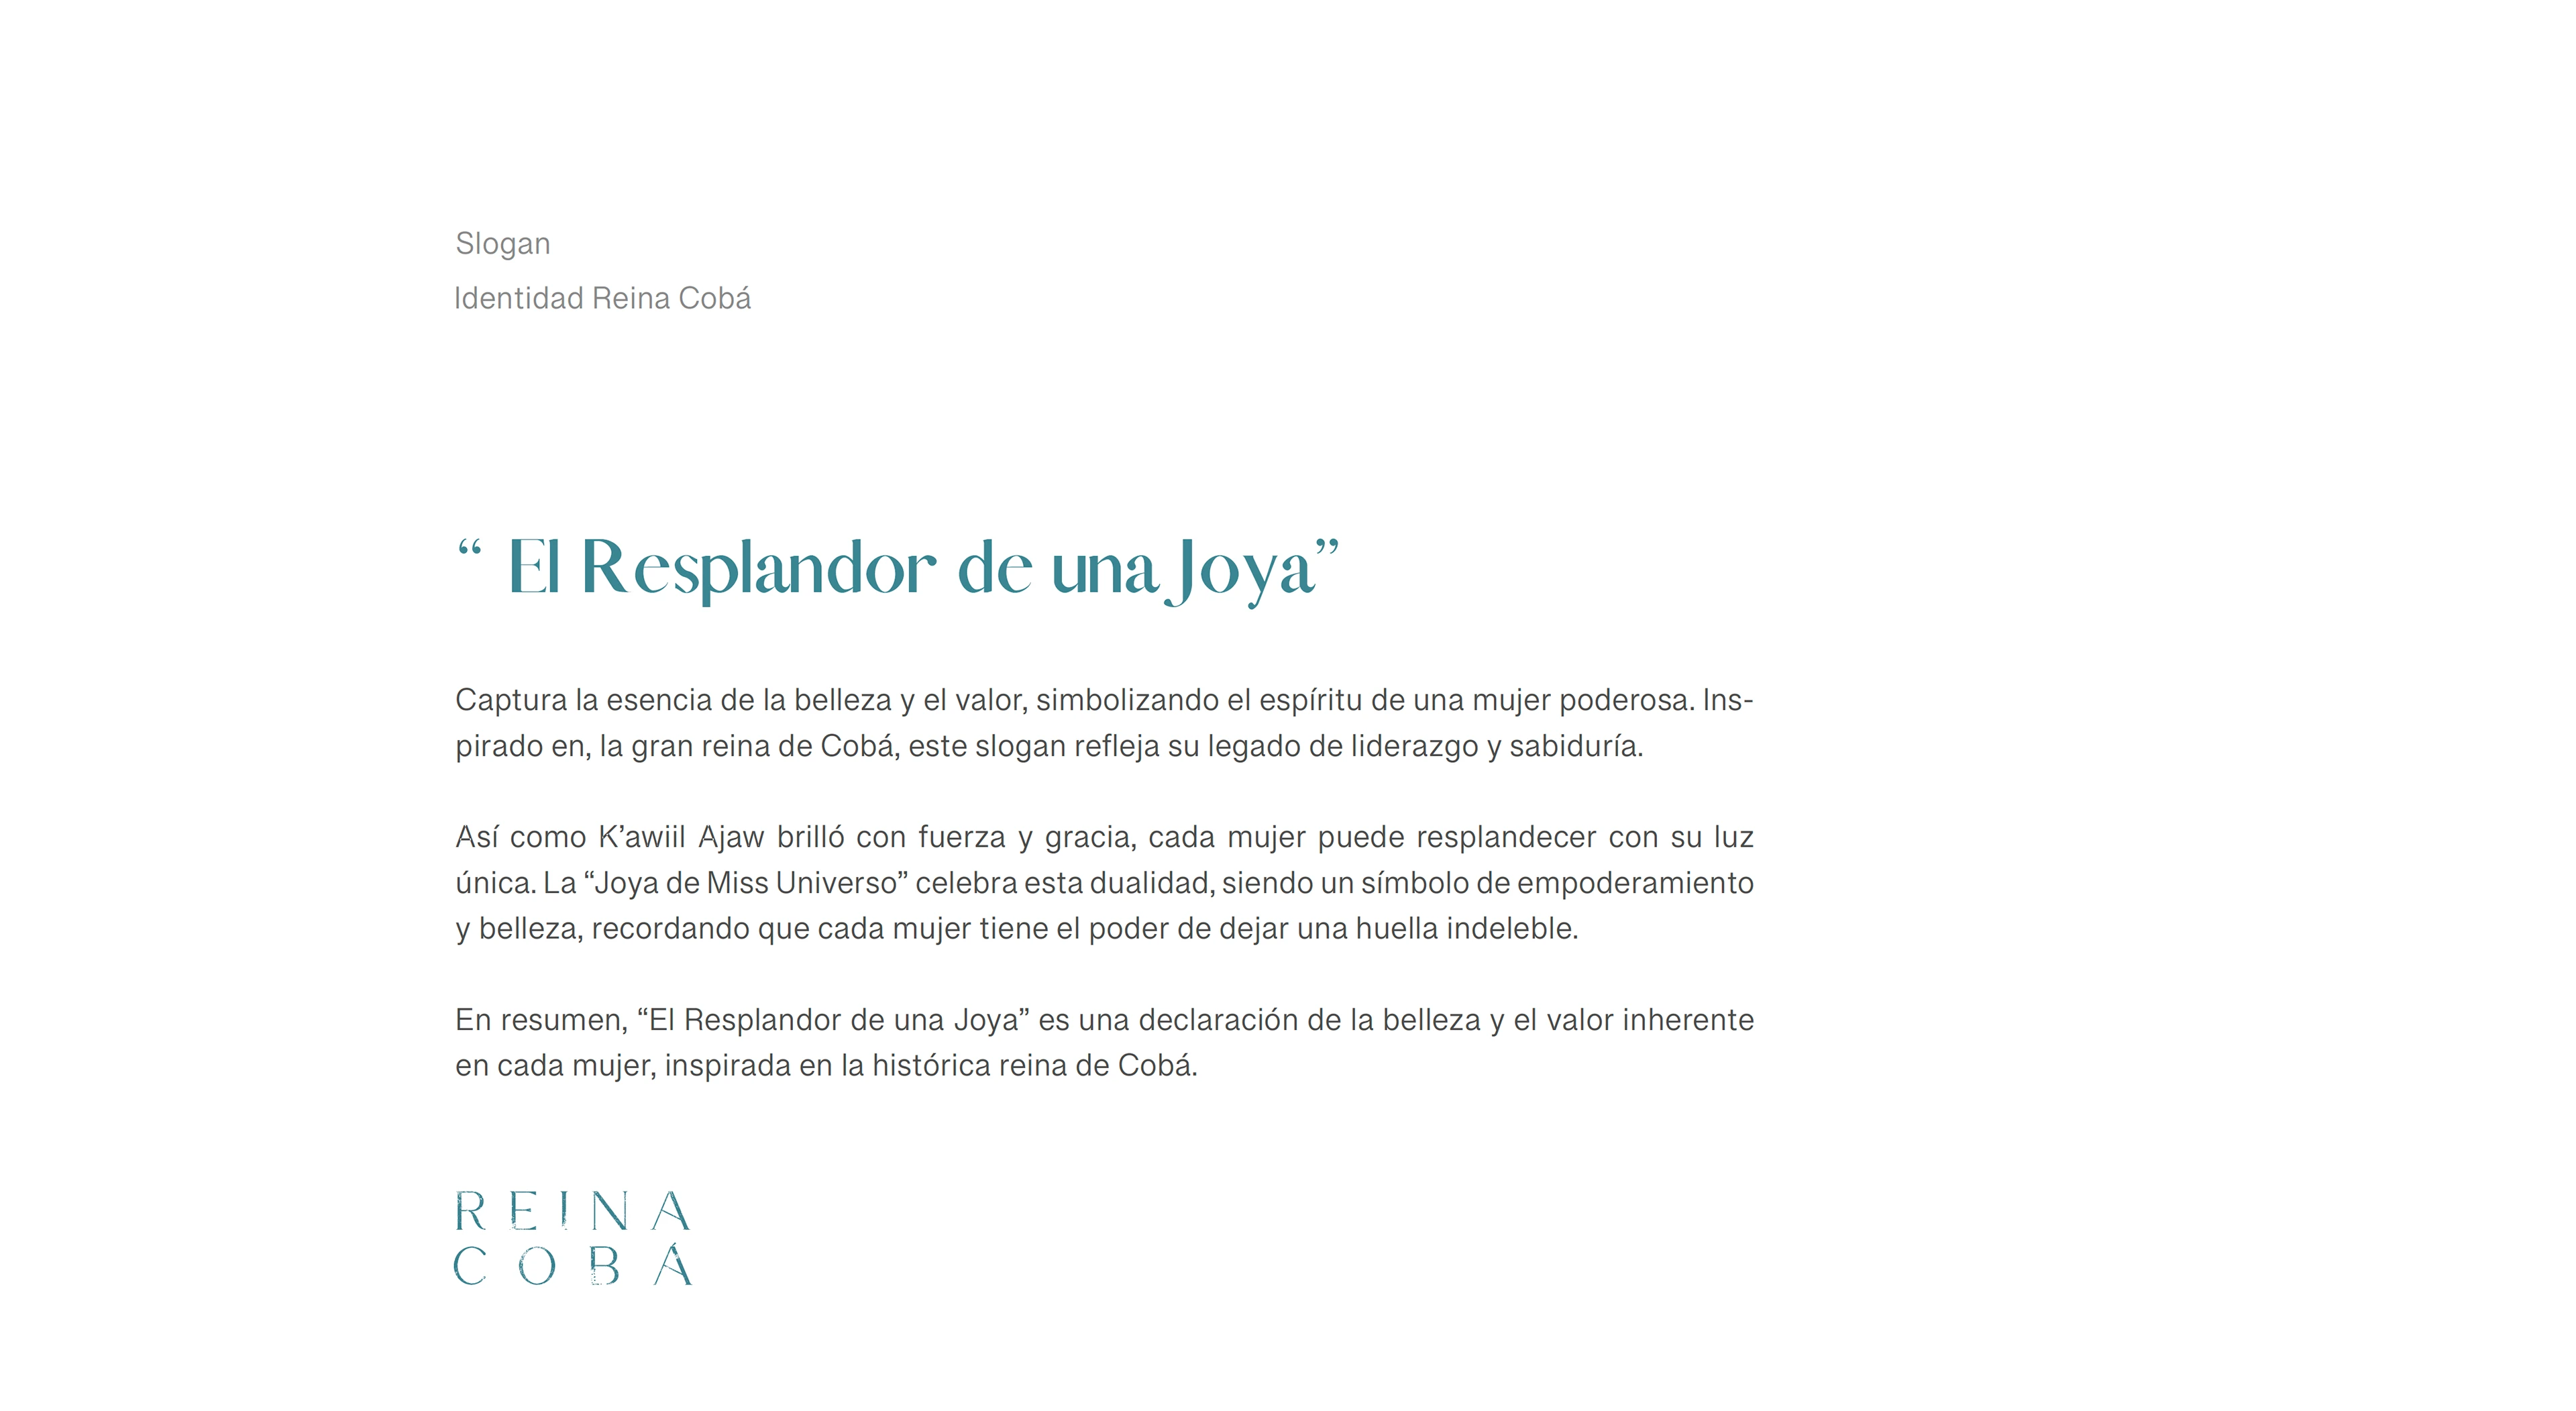 Slogan
Identidad Reina Cobá
“ El Resplandor de una Joya”
Captura la esencia de la belleza y el valor, simbolizando el espíritu de una mujer poderosa. Ins-
pirado en, la gran reina de Cobá, este slogan refleja su legado de liderazgo y sabiduría.
Así como K’awiil Ajaw brilló con fuerza y gracia, cada mujer puede resplandecer con su luz
única. La “Joya de Miss Universo” celebra esta dualidad, siendo un símbolo de empoderamiento
y belleza, recordando que cada mujer tiene el poder de dejar una huella indeleble.
En resumen, “El Resplandor de una Joya” es una declaración de la belleza y el valor inherente
en cada mujer, inspirada en la histórica reina de Cobá.
REINA
COBÁ